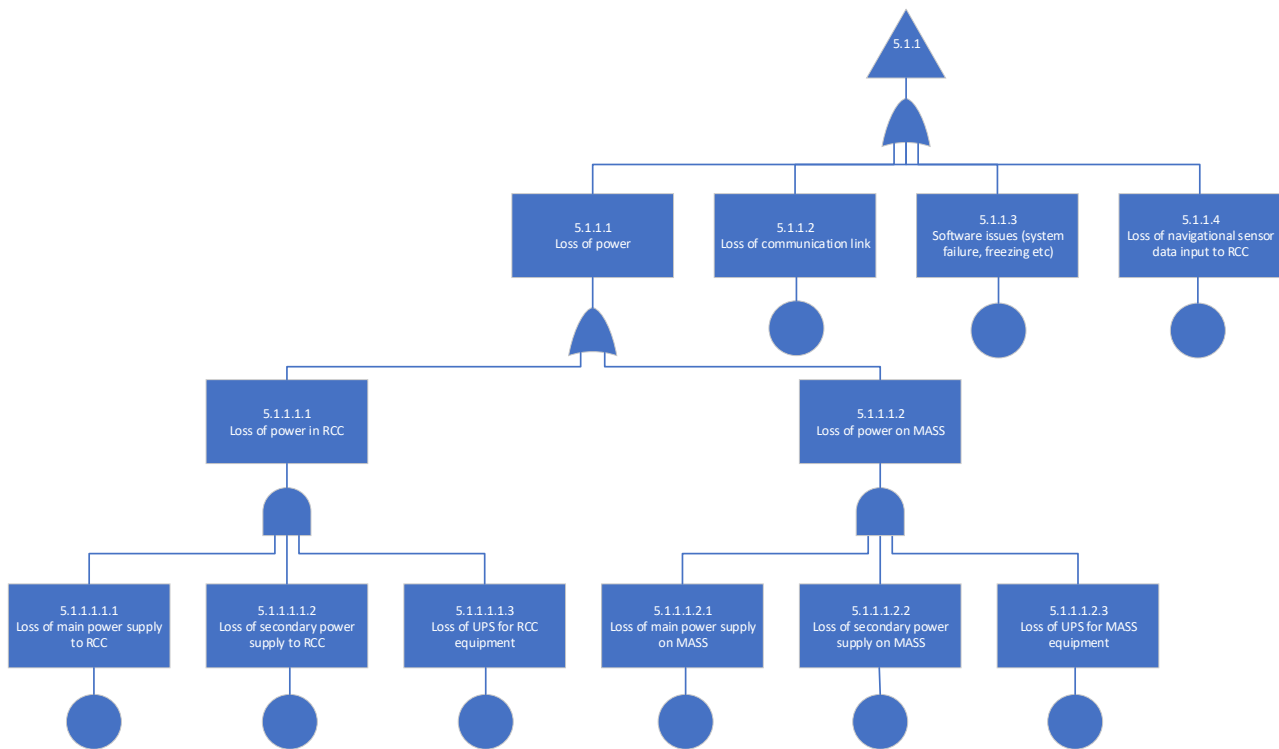 5.1.1
5.1.1.1
Loss of power
5.1.1.2
Loss of communication link
5.1.1.3
Software issues (system
failure, freezing etc)
5.1.1.4
Loss of navigational sensor
data input to RCC
5.1.1.1.1
Loss of power in RCC
5.1.1.1.2
Loss of power on MASS
5.1.1.1.1.1
Loss of main power supply
to RCC
5.1.1.1.1.2
Loss of secondary power
supply to RCC
5.1.1.1.1.3
Loss of UPS for RCC
equipment
5.1.1.1.2.1
Loss of main power supply
on MASS
5.1.1.1.2.2
Loss of secondary power
supply on MASS
5.1.1.1.2.3
Loss of UPS for MASS
equipment